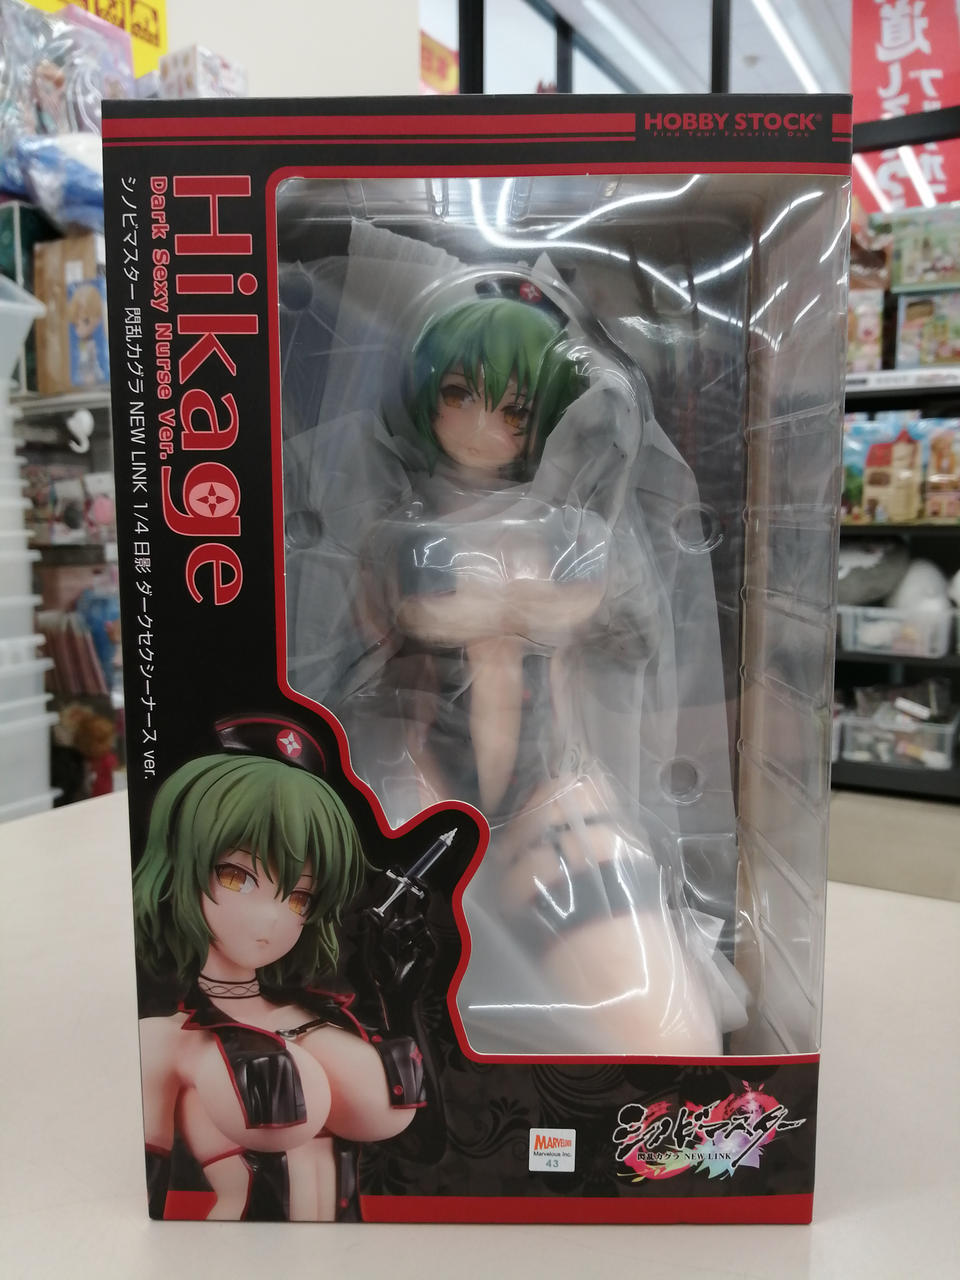 HOBBY STOCK®
Find Your Favorite One
Hikage
Dark Sexy Nurse Ver.
シノビマスター 閃乱カグラ NEW LINK 1/4 日影 ダークセクシーナース ver.
MARVELOUS!
Marvelous Inc.
43
シノビマスター
閃乱カグラ NEW LINK